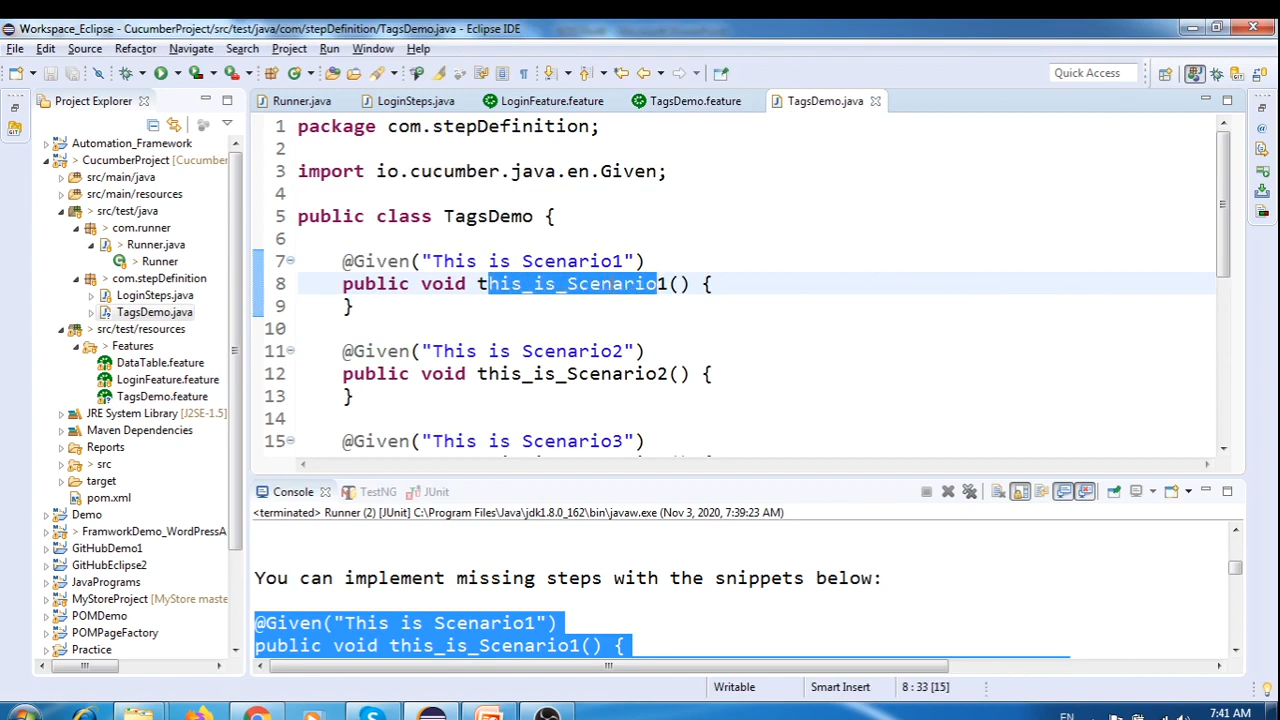 Workspace_Eclipse - CucumberProject/src/test/java/com/stepDefinition/TagsDemo.java - Eclipse IDE
File Edit Source Refactor Navigate Search Project Run Window Help
Quick Access
Project Explorer
Runner.java LoginSteps.java LoginFeature.feature TagsDemo.feature TagsDemo.java
Automation_Framework
CucumberProject [Cucumber
src/main/java
src/main/resources
src/test/java
com.runner
Runner.java
Runner
com.stepDefinition
LoginSteps.java
TagsDemo.java
src/test/resources
Features
DataTable.feature
LoginFeature.feature
TagsDemo.feature
JRE System Library [J2SE-1.5]
Maven Dependencies
Reports
src
target
pom.xml
Demo
> FramworkDemo_WordPressA
GitHubDemo1
GitHubEclipse2
JavaPrograms
MyStoreProject [MyStore maste
POMDemo
POMPageFactory
Practice
1 package com.stepDefinition;
2
3 import io.cucumber.java.en.Given;
4
5 public class TagsDemo {
6
7 @Given("This is Scenario1")
8 public void this_is_Scenario1() {
9 }
10
11 @Given("This is Scenario2")
12 public void this_is_Scenario2() {
13 }
14
15 @Given("This is Scenario3")
Console TestNG JUnit
<terminated> Runner (2) [JUnit] C:\Program Files\Java\jdk1.8.0_162\bin\javaw.exe (Nov 3, 2020, 7:39:23 AM)
You can implement missing steps with the snippets below:
@Given("This is Scenario1")
public void this_is_Scenario1() {
Writable Smart Insert 8 : 33 [15]
EN 7:41 AM